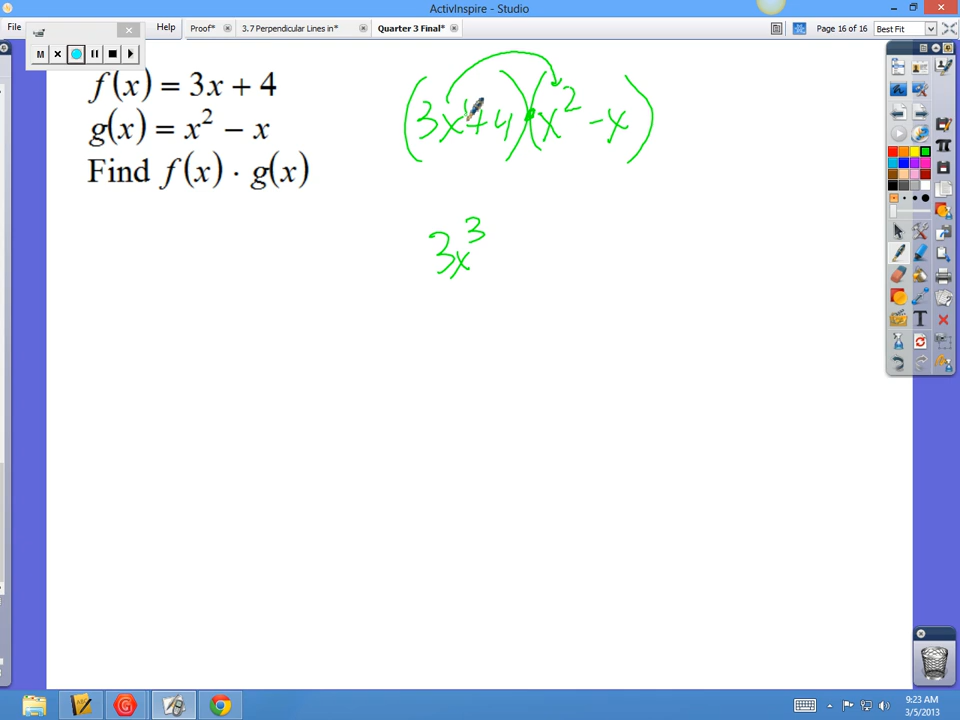 ActivInspire - Studio
File
Help
Proof*
3.7 Perpendicular Lines in*
Quarter 3 Final*
Page 16 of 16
Best Fit
M
f(x) = 3x + 4
g(x) = x² − x
Find f(x) · g(x)
(3x¹+4)·(x² - x)
3x³
T
9:23 AM
3/5/2013